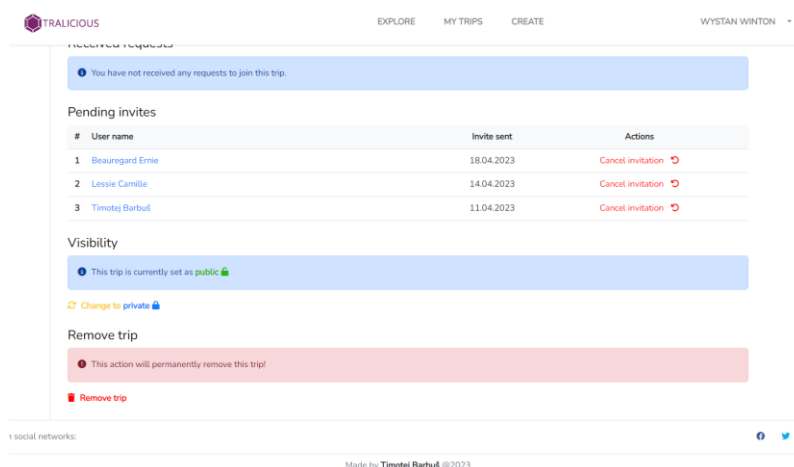 TRALICIOUS EXPLORE MY TRIPS CREATE WYSTAN WINTON
Received requests
You have not received any requests to join this trip.
Pending invites
# User name Invite sent Actions
1 Beauregard Ernie 18.04.2023 Cancel invitation
2 Lessie Camille 14.04.2023 Cancel invitation
3 Timotej Barbuš 11.04.2023 Cancel invitation
Visibility
This trip is currently set as public
Change to private
Remove trip
This action will permanently remove this trip!
Remove trip
social networks:
Made by Timotej Barbuš @2023